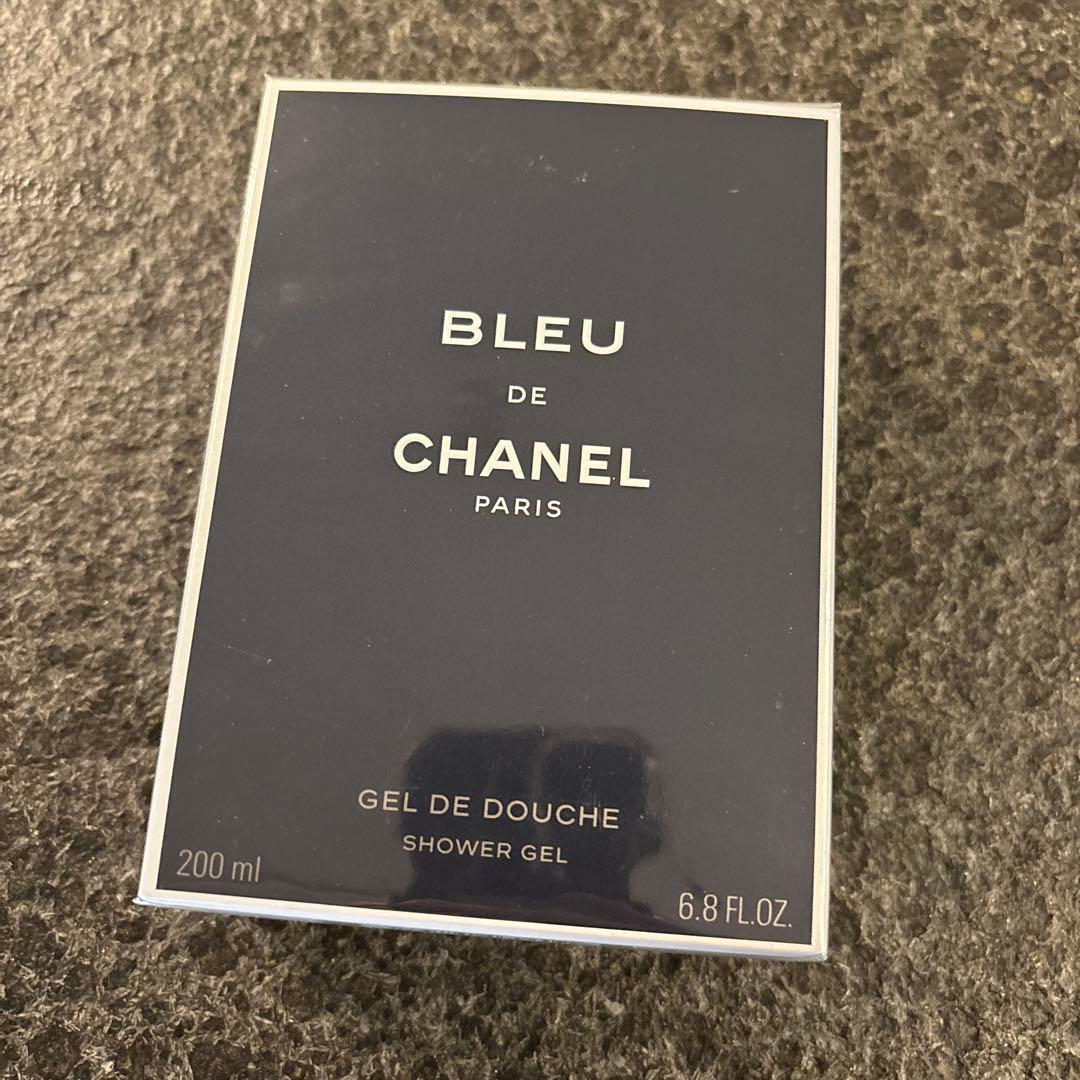 BLEU
DE
CHANEL
PARIS
GEL DE DOUCHE
SHOWER GEL
200 ml
6.8 FL.OZ.